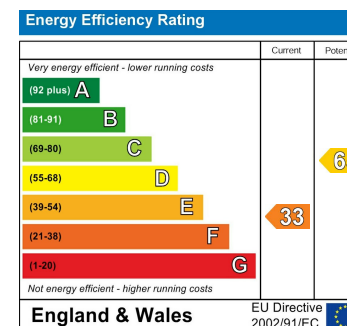 Energy Efficiency Rating
Current
Very energy efficient - lower running costs
(92 plus) A
(81-91) B
(69-80) C
(55-68) D
(39-54) E
33
(21-38) F
(1-20) G
Not energy efficient - higher running costs
England & Wales
EU Directive
2002/91/EC